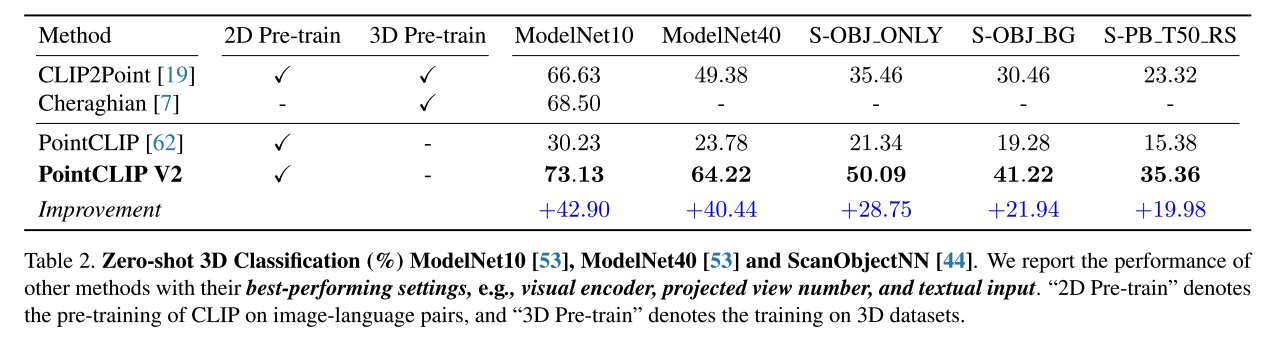 Method 2D Pre-train 3D Pre-train ModelNet10 ModelNet40 S-OBJ_ONLY S-OBJ_BG S-PB_T50_RS
CLIP2Point [19] ✓ ✓ 66.63 49.38 35.46 30.46 23.32
Cheraghian [7] - ✓ 68.50 - - - -
PointCLIP [62] ✓ - 30.23 23.78 21.34 19.28 15.38
PointCLIP V2 ✓ - 73.13 64.22 50.09 41.22 35.36
Improvement +42.90 +40.44 +28.75 +21.94 +19.98
Table 2. Zero-shot 3D Classification (%) ModelNet10 [53], ModelNet40 [53] and ScanObjectNN [44]. We report the performance of
other methods with their best-performing settings, e.g., visual encoder, projected view number, and textual input. “2D Pre-train” denotes
the pre-training of CLIP on image-language pairs, and “3D Pre-train” denotes the training on 3D datasets.